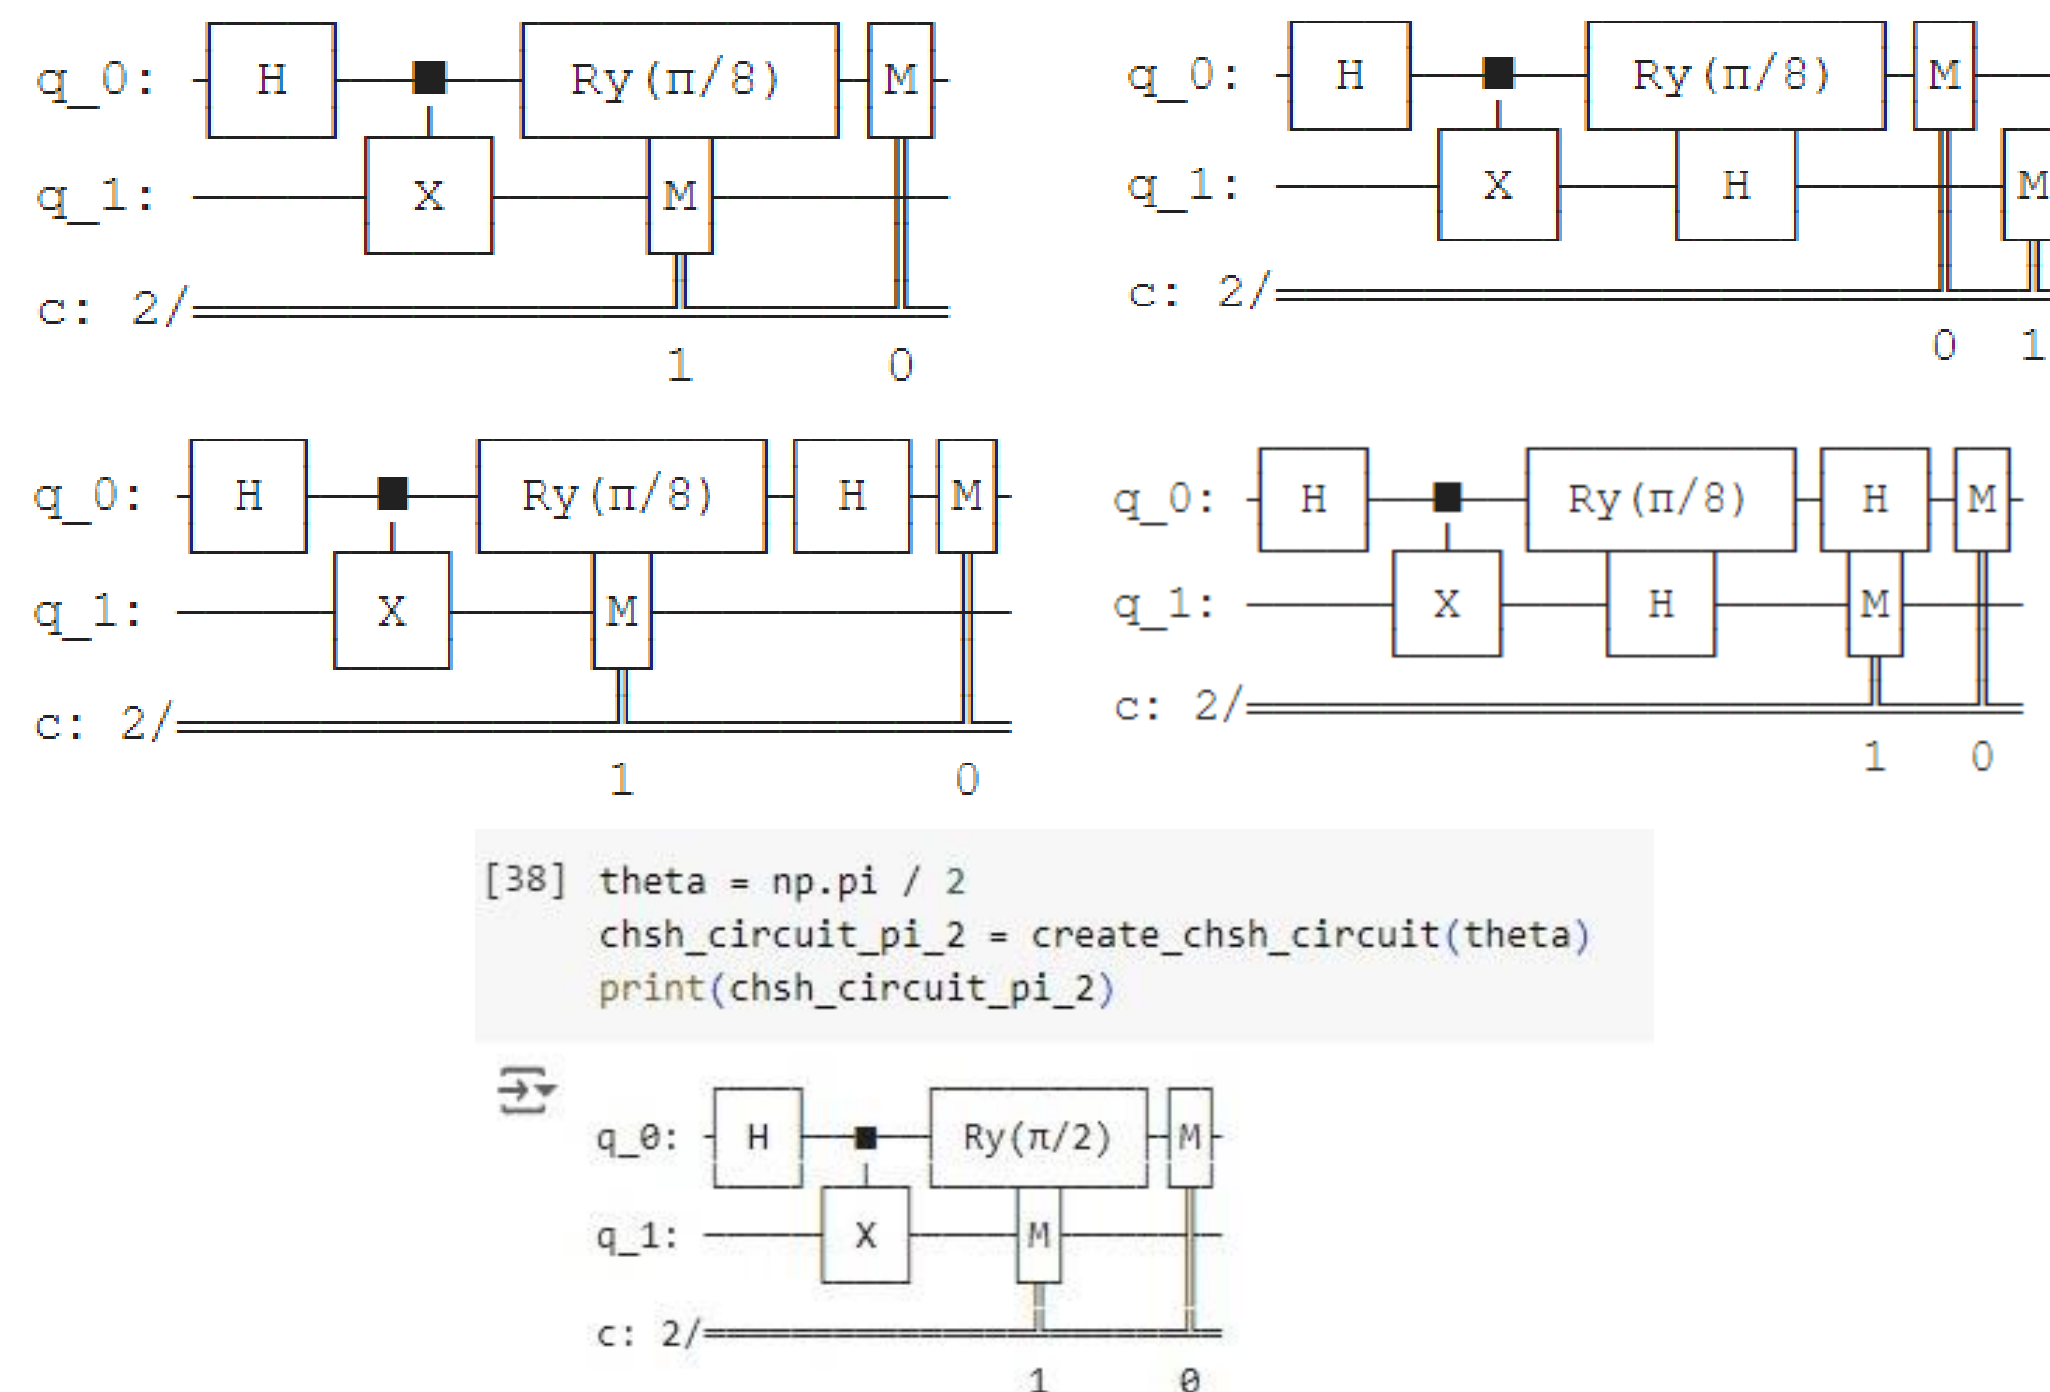 q_0: H ■ Ry(π/8) M
q_1: X M
c: 2/
1 0
q_0: H ■ Ry(π/8) M
q_1: X H M
c: 2/
0 1
q_0: H ■ Ry(π/8) H M
q_1: X M
c: 2/
1 0
q_0: H ■ Ry(π/8) H M
q_1: X H M
c: 2/
1 0
[38] theta = np.pi / 2
chsh_circuit_pi_2 = create_chsh_circuit(theta)
print(chsh_circuit_pi_2)
q_0: H ■ Ry(π/2) M
q_1: X M
c: 2/
1 0